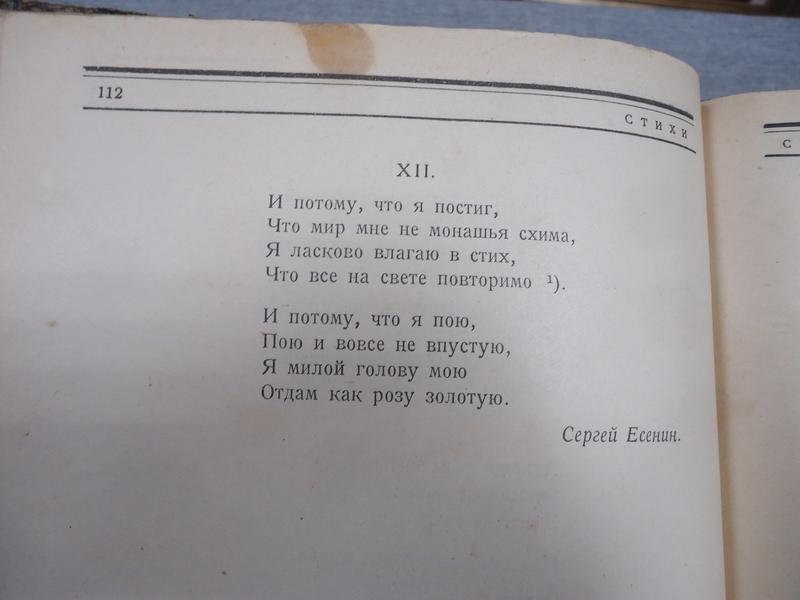 112
СТИХИ
С
XII.
И потому, что я постиг,
Что мир мне не монашья схима,
Я ласково влагаю в стих,
Что все на свете повторимо ¹).
И потому, что я пою,
Пою и вовсе не впустую,
Я милой голову мою
Отдам как розу золотую.
Сергей Есенин.